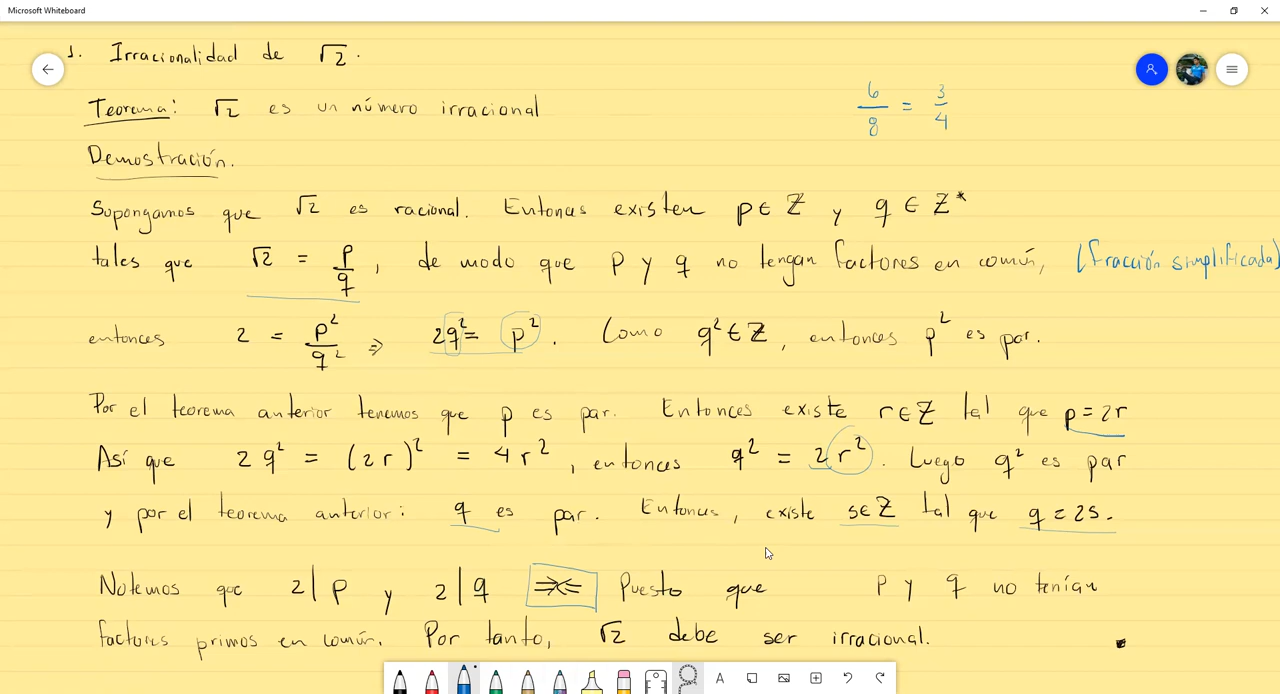 Microsoft Whiteboard
1. Irracionalidad de √2.
Teorema: √2 es un número irracional
6/8 = 3/4
Demostración.
Supongamos que √2 es racional. Entonces existen p ∈ Z y q ∈ Z*
tales que √2 = p/q, de modo que p y q no tengan factores en común, (fracción simplificada)
entonces 2 = p²/q² ⇒ 2q² = p². Como q² ∈ Z, entonces p² es par.
Por el teorema anterior tenemos que p es par. Entonces existe r ∈ Z tal que p = 2r
Así que 2q² = (2r)² = 4r², entonces q² = 2r². Luego q² es par
y por el teorema anterior: q es par. Entonces, existe s ∈ Z tal que q = 2s.
Notemos que 2|p y 2|q ⇒⇐ Puesto que p y q no tenían
factores primos en común. Por tanto, √2 debe ser irracional.